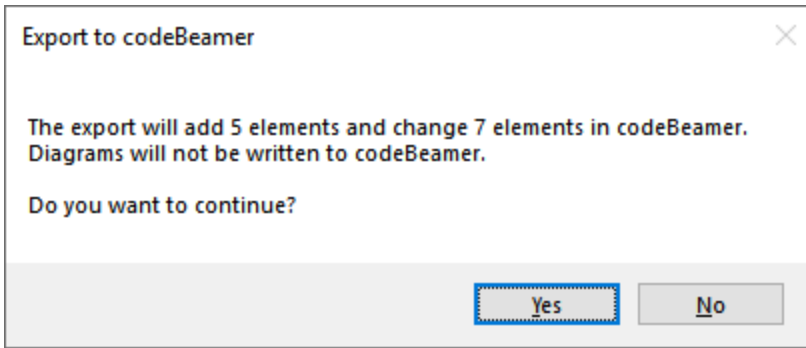 Export to codeBeamer
The export will add 5 elements and change 7 elements in codeBeamer.
Diagrams will not be written to codeBeamer.
Do you want to continue?
Yes
No